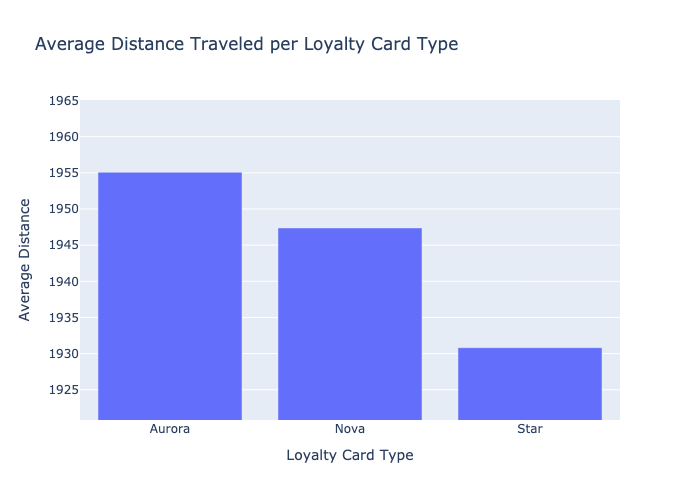 Average Distance Traveled per Loyalty Card Type
1965
1960
1955
1950
1945
1940
1935
1930
1925
Average Distance
Aurora Nova Star
Loyalty Card Type